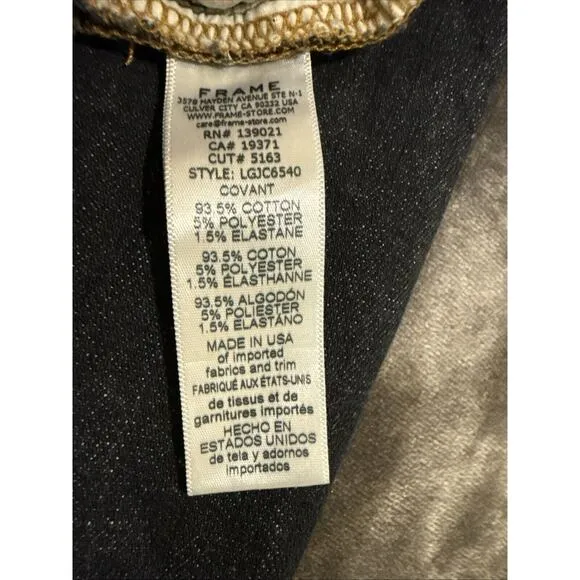 FRAME
3578 HAYDEN AVENUE STE N-1
CULVER CITY CA 90232 USA
WWW.FRAME-STORE.COM
care@frame-store.com
RN# 139021
CA# 19371
CUT# 5163
STYLE: LGJC6540
COVANT
93.5% COTTON
5% POLYESTER
1.5% ELASTANE
93.5% COTON
5% POLYESTER
1.5% ÉLASTHANNE
93.5% ALGODÓN
5% POLIESTER
1.5% ELASTANO
MADE IN USA
of imported
fabrics and trim
FABRIQUÉ AUX ÉTATS-UNIS
de tissus et de
garnitures importés
HECHO EN
ESTADOS UNIDOS
de tela y adornos
importados